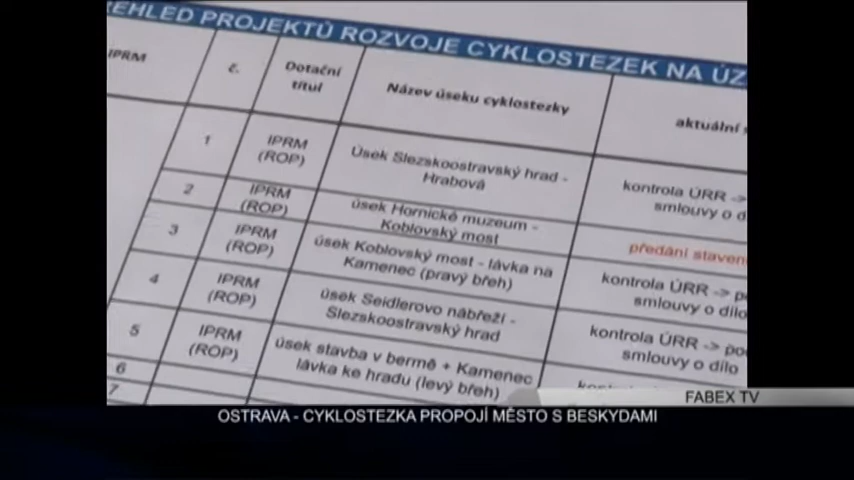 EHLED PROJEKTŮ ROZVOJE CYKLOSTEZEK NA ÚZ
IPRM
č.
Dotační
titul
Název úseku cyklostezky
aktuální s
1
IPRM
(ROP)
Úsek Slezskoostravský hrad -
Hrabová
kontrola ÚRR ->
smlouvy o d
2
IPRM
(ROP)
úsek Hornické muzeum -
Koblovský most
předání staven
3
IPRM
(ROP)
úsek Koblovský most - lávka na
Kamenec (pravý břeh)
kontrola ÚRR -> po
smlouvy o dílo
4
IPRM
(ROP)
úsek Seidlerovo nábřeží -
Slezskoostravský hrad
kontrola ÚRR -> po
smlouvy o dílo
5
IPRM
(ROP)
úsek stavba v bermě + Kamenec
lávka ke hradu (levý břeh)
6
7
FABEX TV
OSTRAVA - CYKLOSTEZKA PROPOJÍ MĚSTO S BESKYDAMI